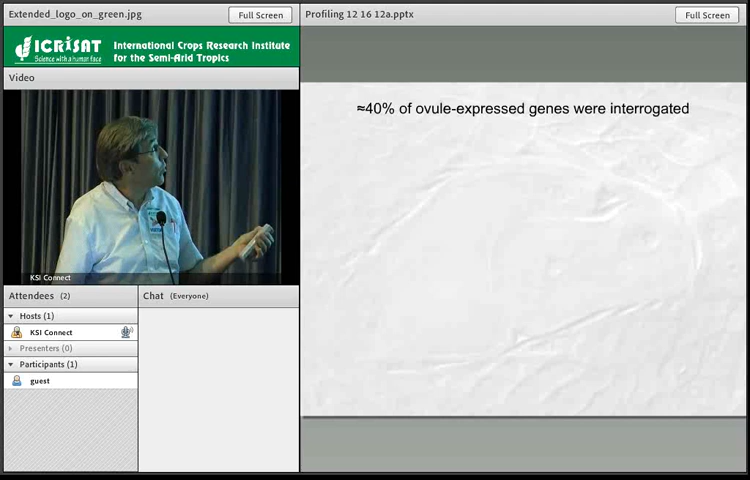 Extended_logo_on_green.jpg
Full Screen
ICRISAT
Science with a human face
International Crops Research Institute
for the Semi-Arid Tropics
Video
KSI Connect
Attendees (2)
Hosts (1)
KSI Connect
Presenters (0)
Participants (1)
guest
Chat (Everyone)
Profiling 12 16 12a.pptx
Full Screen
≈40% of ovule-expressed genes were interrogated